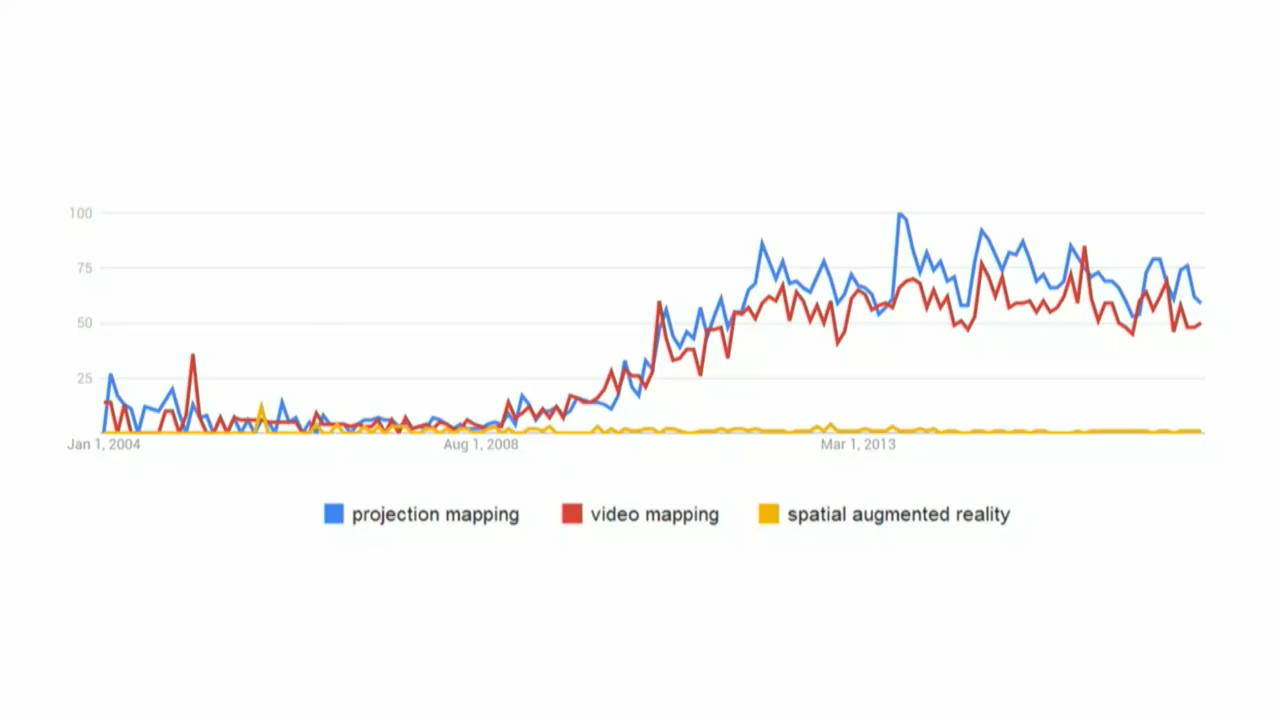 100
75
50
25
Jan 1, 2004 Aug 1, 2008 Mar 1, 2013
projection mapping video mapping spatial augmented reality